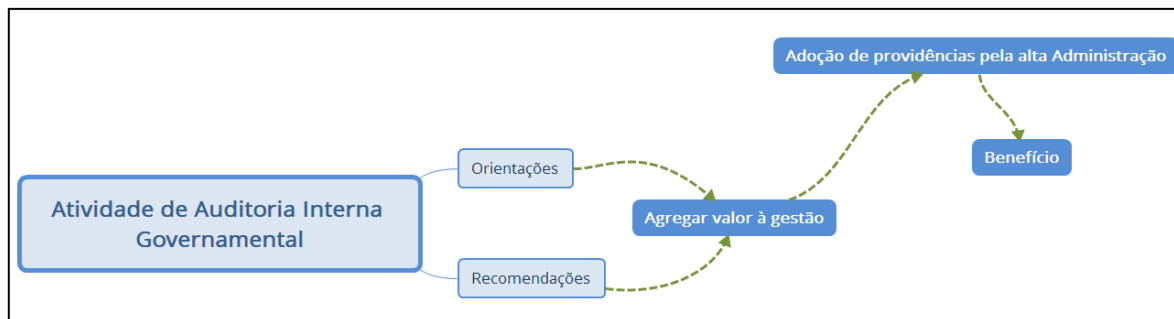 Adoção de providências pela alta Administração
Benefício
Orientações
Atividade de Auditoria Interna
Governamental
Agregar valor à gestão
Recomendações